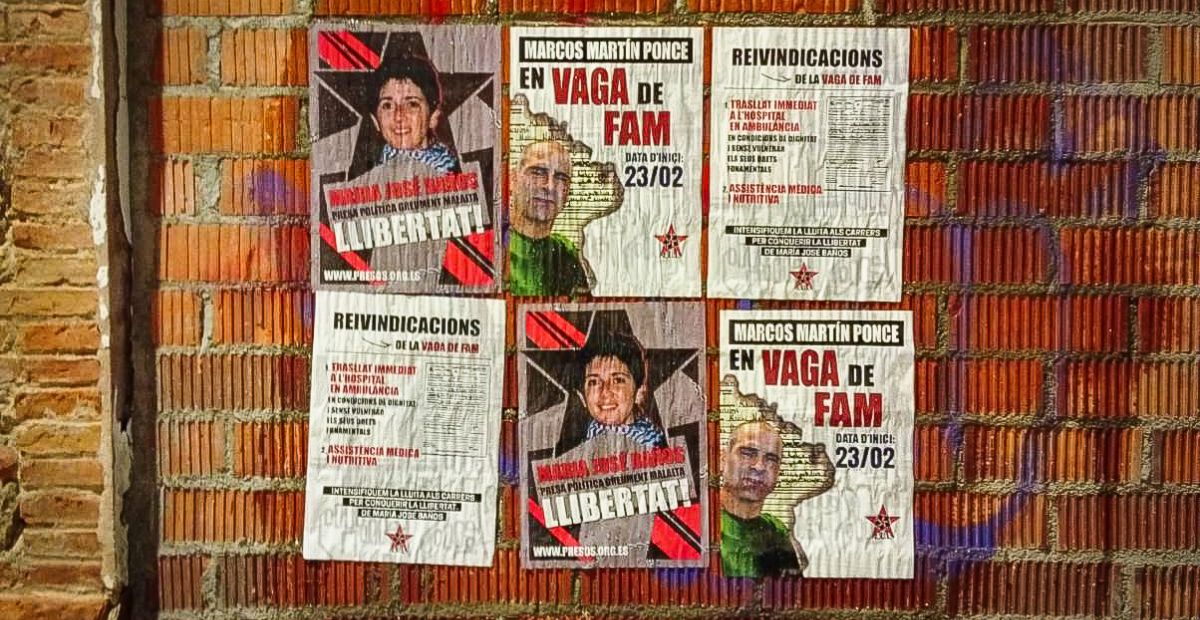 MARIA JOSÉ BAÑOS
PRESA POLÍTICA GREUMENT MALALTA
LLIBERTAT!
WWW.PRESOS.ORG.ES
MARCOS MARTÍN PONCE
EN VAGA DE
FAM
DATA D'INICI:
23/02
REIVINDICACIONS
DE LA VAGA DE FAM
1. TRASLLAT IMMEDIAT
A L'HOSPITAL
EN AMBULÀNCIA
EN CONDICIONS DE DIGNITAT
I SENSE VULNERAR
ELS SEUS DRETS
FONAMENTALS
2. ASSISTÈNCIA MÈDICA
I NUTRITIVA
INTENSIFIQUEM LA LLUITA ALS CARRERS
PER CONQUERIR LA LLIBERTAT
DE MARIA JOSE BAÑOS
REIVINDICACIONS
DE LA VAGA DE FAM
1. TRASLLAT IMMEDIAT
A L'HOSPITAL
EN AMBULÀNCIA
EN CONDICIONS DE DIGNITAT
I SENSE VULNERAR
ELS SEUS DRETS
FONAMENTALS
2. ASSISTÈNCIA MÈDICA
I NUTRITIVA
INTENSIFIQUEM LA LLUITA ALS CARRERS
PER CONQUERIR LA LLIBERTAT
DE MARIA JOSE BAÑOS
MARIA JOSÉ BAÑOS
PRESA POLÍTICA GREUMENT MALALTA
LLIBERTAT!
WWW.PRESOS.ORG.ES
MARCOS MARTÍN PONCE
EN VAGA DE
FAM
DATA D'INICI:
23/02